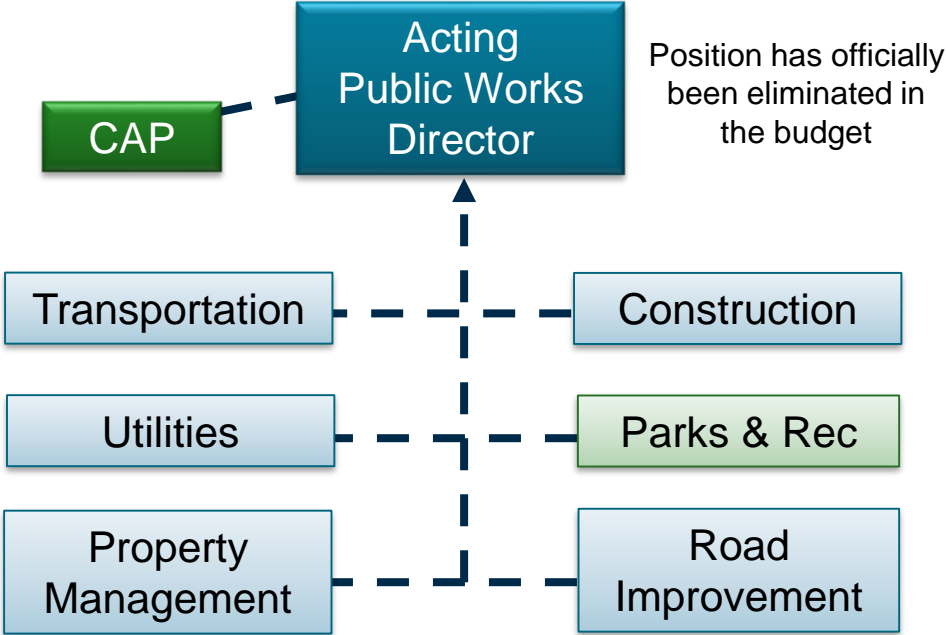 Acting
Public Works
Director
Position has officially
been eliminated in
the budget
CAP
Transportation
Construction
Utilities
Parks & Rec
Property
Management
Road
Improvement